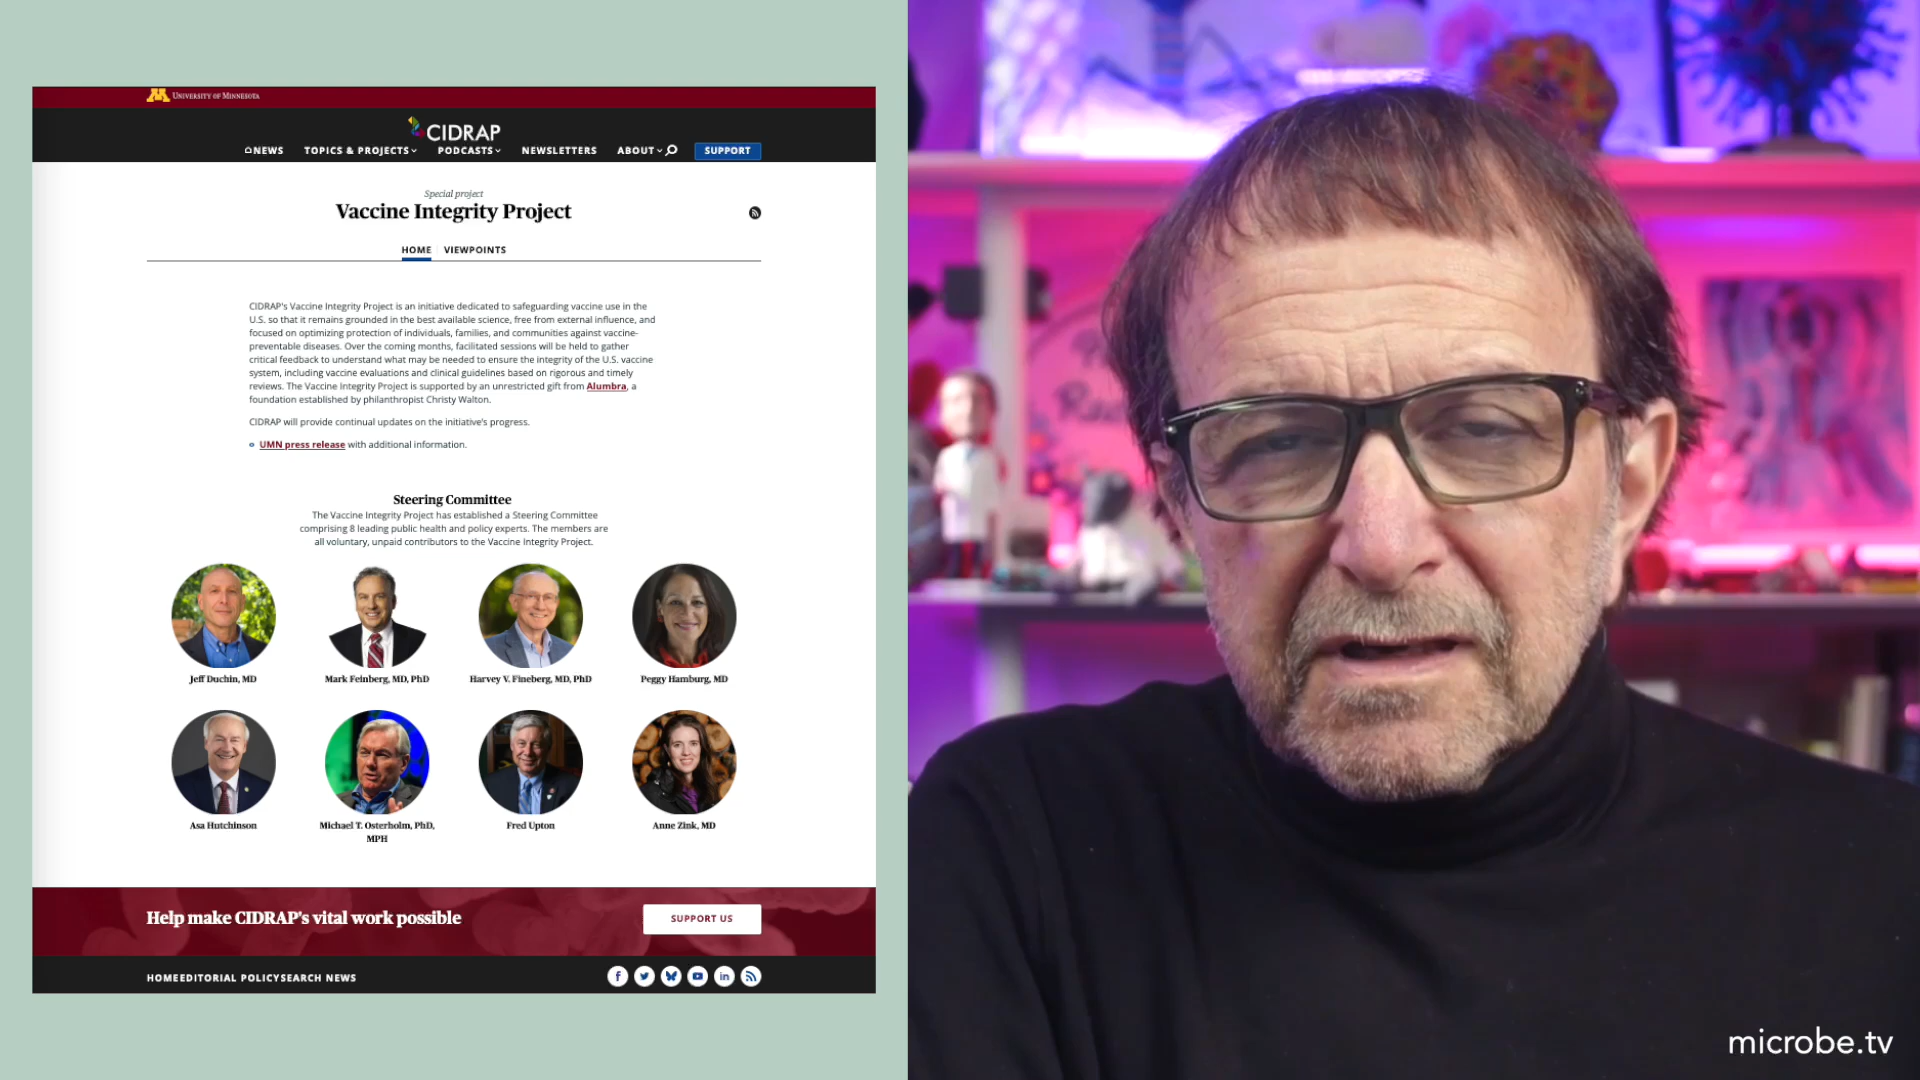 UNIVERSITY OF MINNESOTA
CIDRAP
NEWS TOPICS & PROJECTS PODCASTS NEWSLETTERS ABOUT SUPPORT
Special project
Vaccine Integrity Project
HOME VIEWPOINTS
CIDRAP's Vaccine Integrity Project is an initiative dedicated to safeguarding vaccine use in the
U.S. so that it remains grounded in the best available science, free from external influence, and
focused on optimizing protection of individuals, families, and communities against vaccine-
preventable diseases. Over the coming months, facilitated sessions will be held to gather
critical feedback to understand what may be needed to ensure the integrity of the U.S. vaccine
system, including vaccine evaluations and clinical guidelines based on rigorous and timely
reviews. The Vaccine Integrity Project is supported by an unrestricted gift from Alumbra, a
foundation established by philanthropist Christy Walton.
CIDRAP will provide continual updates on the initiative's progress.
UMN press release with additional information.
Steering Committee
The Vaccine Integrity Project has established a Steering Committee
comprising 8 leading public health and policy experts. The members are
all voluntary, unpaid contributors to the Vaccine Integrity Project.
Jeff Duchin, MD
Mark Feinberg, MD, PhD
Harvey V. Fineberg, MD, PhD
Peggy Hamburg, MD
Asa Hutchinson
Michael T. Osterholm, PhD,
MPH
Fred Upton
Anne Zink, MD
Help make CIDRAP's vital work possible
SUPPORT US
HOMEEDITORIAL POLICYSEARCH NEWS
microbe.tv